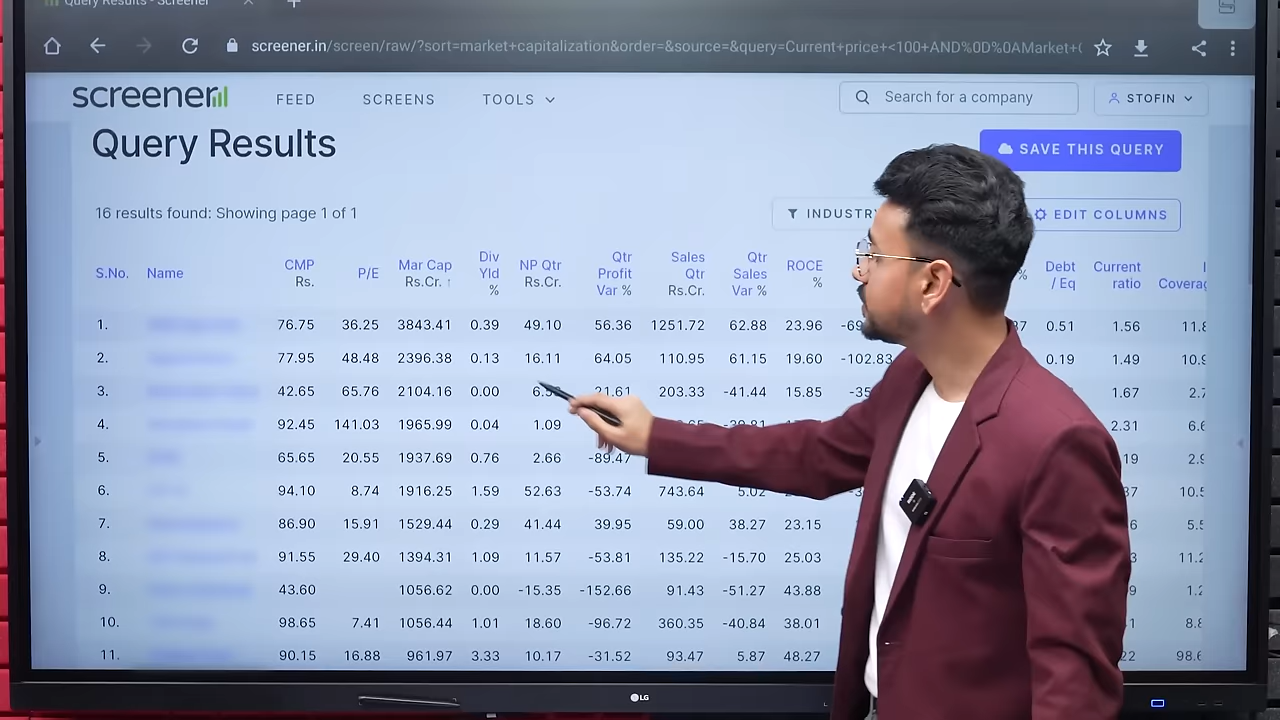 Query Results - Screener
screener.in/screen/raw/?sort=market+capitalization&order=&source=&query=Current+price+<100+AND%0D%0AMarket+
screener
FEED SCREENS TOOLS
Search for a company
STOFIN
Query Results
SAVE THIS QUERY
16 results found: Showing page 1 of 1
INDUSTRY
EDIT COLUMNS
S.No. Name CMP Rs. P/E Mar Cap Rs.Cr. ↑ Div Yld % NP Qtr Rs.Cr. Qtr Profit Var % Sales Qtr Rs.Cr. Qtr Sales Var % ROCE % % Debt / Eq Current ratio
1. 76.75 36.25 3843.41 0.39 49.10 56.36 1251.72 62.88 23.96 0.51 1.56
2. 77.95 48.48 2396.38 0.13 16.11 64.05 110.95 61.15 19.60 -102.83 0.19 1.49
3. 42.65 65.76 2104.16 0.00 21.61 203.33 -41.44 15.85 1.67
4. 92.45 141.03 1965.99 0.04 1.09 2.31
5. 65.65 20.55 1937.69 0.76 2.66 -89.47
6. 94.10 8.74 1916.25 1.59 52.63 -53.74 743.64 5.02
7. 86.90 15.91 1529.44 0.29 41.44 39.95 59.00 38.27 23.15
8. 91.55 29.40 1394.31 1.09 11.57 -53.81 135.22 -15.70 25.03
9. 43.60 1056.62 0.00 -15.35 -152.66 91.43 -51.27 43.88
10. 98.65 7.41 1056.44 1.01 18.60 -96.72 360.35 -40.84 38.01
11. 90.15 16.88 961.97 3.33 10.17 -31.52 93.47 5.87 48.27
LG